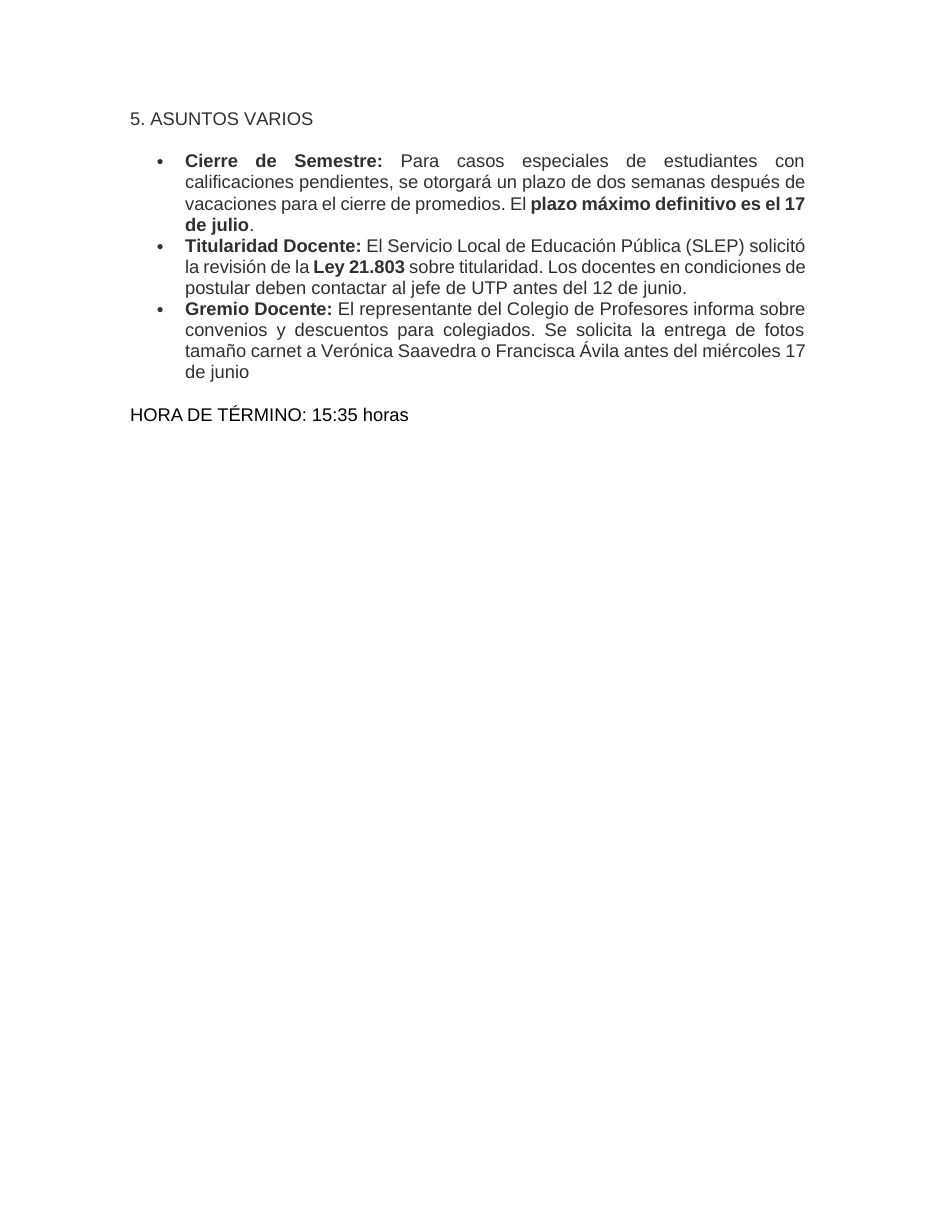 5. ASUNTOS VARIOS
• Cierre de Semestre: Para casos especiales de estudiantes con
calificaciones pendientes, se otorgará un plazo de dos semanas después de
vacaciones para el cierre de promedios. El plazo máximo definitivo es el 17
de julio.
• Titularidad Docente: El Servicio Local de Educación Pública (SLEP) solicitó
la revisión de la Ley 21.803 sobre titularidad. Los docentes en condiciones de
postular deben contactar al jefe de UTP antes del 12 de junio.
• Gremio Docente: El representante del Colegio de Profesores informa sobre
convenios y descuentos para colegiados. Se solicita la entrega de fotos
tamaño carnet a Verónica Saavedra o Francisca Ávila antes del miércoles 17
de junio
HORA DE TÉRMINO: 15:35 horas